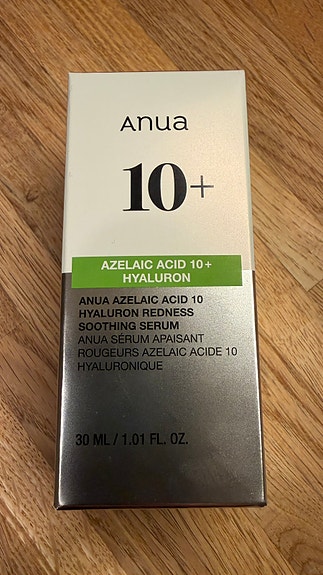 Anua
10+
AZELAIC ACID 10+
HYALURON
ANUA AZELAIC ACID 10
HYALURON REDNESS
SOOTHING SERUM
ANUA SÉRUM APAISANT
ROUGEURS AZELAIC ACIDE 10
HYALURONIQUE
30 ML / 1.01 FL. OZ.